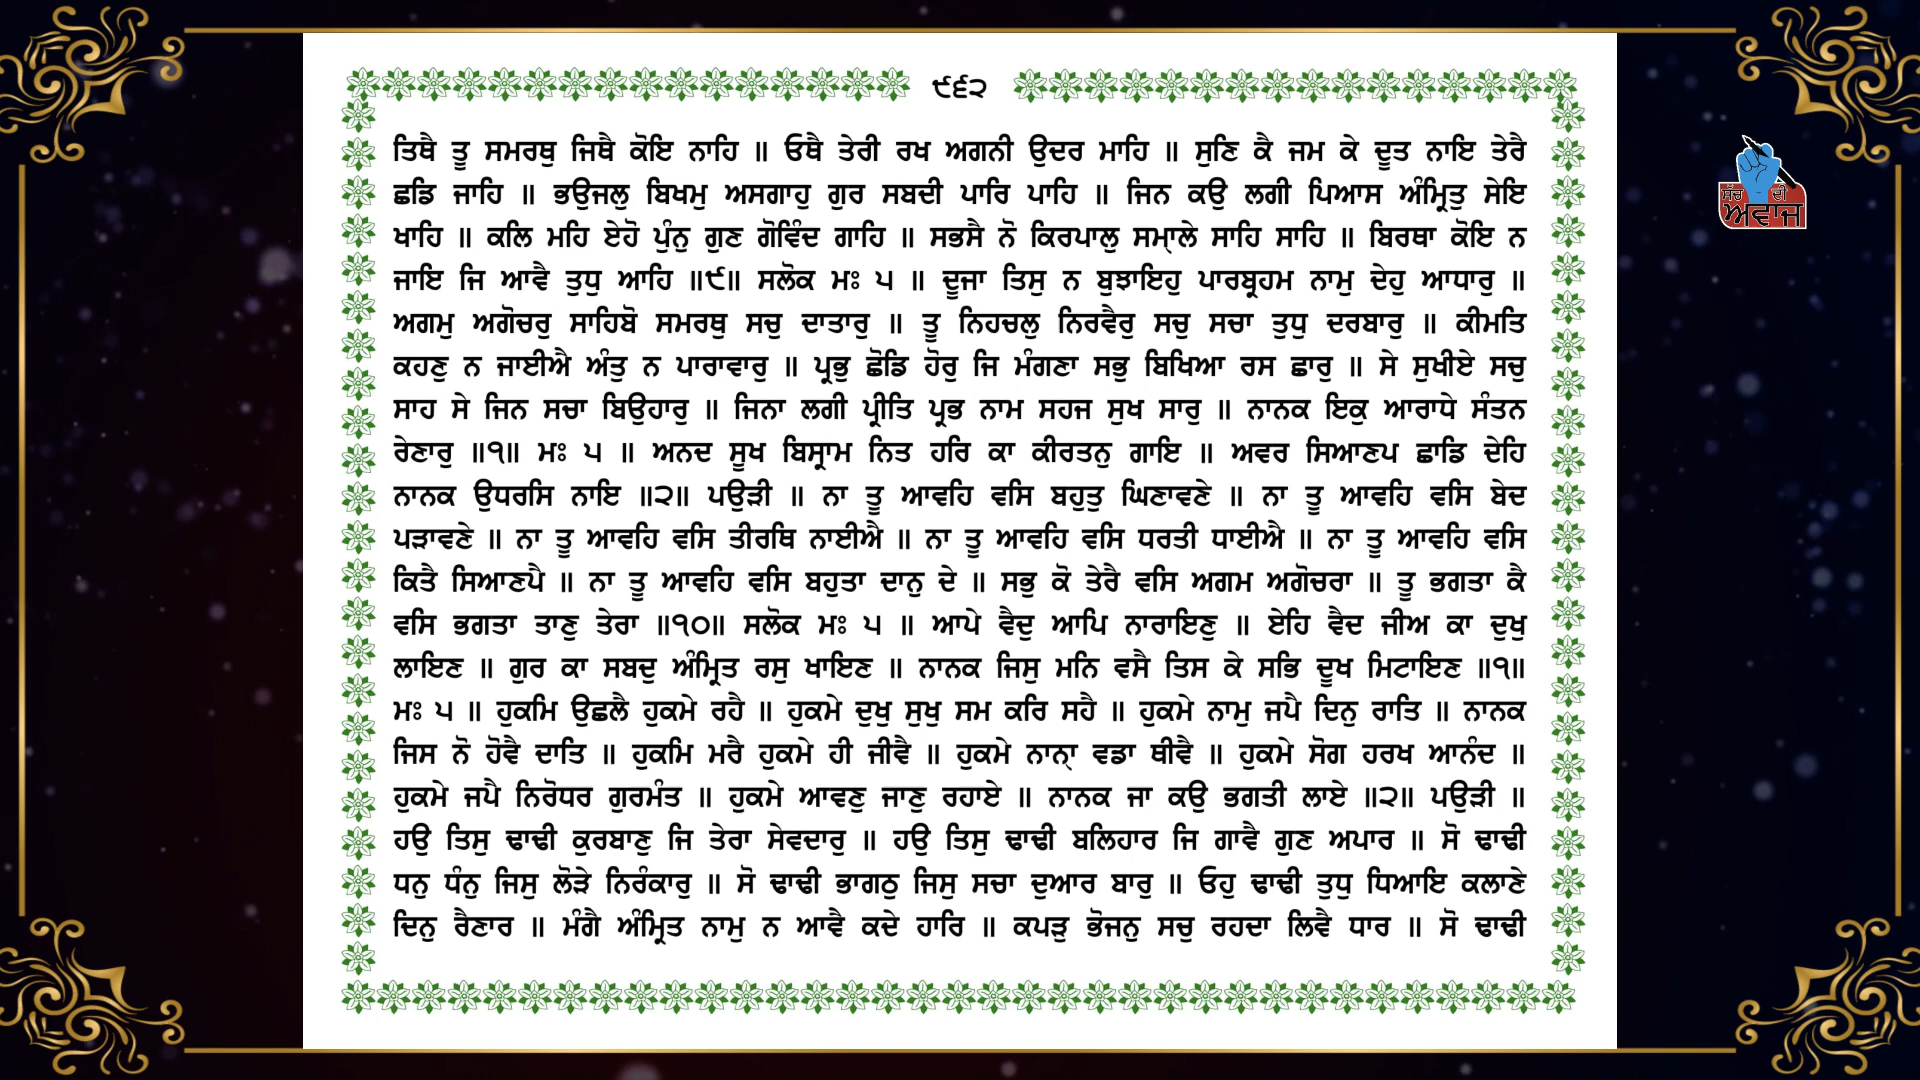 ੯੬੨
ਤਿਥੈ ਤੂ ਸਮਰਥੁ ਜਿਥੈ ਕੋਇ ਨਾਹਿ ॥ ਓਥੈ ਤੇਰੀ ਰਖ ਅਗਨੀ ਉਦਰ ਮਾਹਿ ॥ ਸੁਣਿ ਕੈ ਜਮ ਕੇ ਦੂਤ ਨਾਇ ਤੇਰੈ
ਛਡਿ ਜਾਹਿ ॥ ਭਉਜਲੁ ਬਿਖਮੁ ਅਸਗਾਹੁ ਗੁਰ ਸਬਦੀ ਪਾਰਿ ਪਾਹਿ ॥ ਜਿਨ ਕਉ ਲਗੀ ਪਿਆਸ ਅੰਮ੍ਰਿਤੁ ਸੇਇ
ਖਾਹਿ ॥ ਕਲਿ ਮਹਿ ਏਹੋ ਪੁੰਨੁ ਗੁਣ ਗੋਵਿੰਦ ਗਾਹਿ ॥ ਸਭਸੈ ਨੋ ਕਿਰਪਾਲੁ ਸਮ੍ਹਾਲੇ ਸਾਹਿ ਸਾਹਿ ॥ ਬਿਰਥਾ ਕੋਇ ਨ
ਜਾਇ ਜਿ ਆਵੈ ਤੁਧੁ ਆਹਿ ॥੯॥ ਸਲੋਕ ਮਃ ੫ ॥ ਦੂਜਾ ਤਿਸੁ ਨ ਬੁਝਾਇਹੁ ਪਾਰਬ੍ਰਹਮ ਨਾਮੁ ਦੇਹੁ ਆਧਾਰੁ ॥
ਅਗਮੁ ਅਗੋਚਰੁ ਸਾਹਿਬੋ ਸਮਰਥੁ ਸਚੁ ਦਾਤਾਰੁ ॥ ਤੂ ਨਿਹਚਲੁ ਨਿਰਵੈਰੁ ਸਚੁ ਸਚਾ ਤੁਧੁ ਦਰਬਾਰੁ ॥ ਕੀਮਤਿ
ਕਹਣੁ ਨ ਜਾਈਐ ਅੰਤੁ ਨ ਪਾਰਾਵਾਰੁ ॥ ਪ੍ਰਭੁ ਛੋਡਿ ਹੋਰੁ ਜਿ ਮੰਗਣਾ ਸਭੁ ਬਿਖਿਆ ਰਸ ਛਾਰੁ ॥ ਸੇ ਸੁਖੀਏ ਸਚੁ
ਸਾਹ ਸੇ ਜਿਨ ਸਚਾ ਬਿਉਹਾਰੁ ॥ ਜਿਨਾ ਲਗੀ ਪ੍ਰੀਤਿ ਪ੍ਰਭ ਨਾਮ ਸਹਜ ਸੁਖ ਸਾਰੁ ॥ ਨਾਨਕ ਇਕੁ ਆਰਾਧੇ ਸੰਤਨ
ਰੇਣਾਰੁ ॥੧॥ ਮਃ ੫ ॥ ਅਨਦ ਸੂਖ ਬਿਸ੍ਰਾਮ ਨਿਤ ਹਰਿ ਕਾ ਕੀਰਤਨੁ ਗਾਇ ॥ ਅਵਰ ਸਿਆਣਪ ਛਾਡਿ ਦੇਹਿ
ਨਾਨਕ ਉਧਰਸਿ ਨਾਇ ॥੨॥ ਪਉੜੀ ॥ ਨਾ ਤੂ ਆਵਹਿ ਵਸਿ ਬਹੁਤੁ ਘਿਣਾਵਣੇ ॥ ਨਾ ਤੂ ਆਵਹਿ ਵਸਿ ਬੇਦ
ਪੜਾਵਣੇ ॥ ਨਾ ਤੂ ਆਵਹਿ ਵਸਿ ਤੀਰਥਿ ਨਾਈਐ ॥ ਨਾ ਤੂ ਆਵਹਿ ਵਸਿ ਧਰਤੀ ਧਾਈਐ ॥ ਨਾ ਤੂ ਆਵਹਿ ਵਸਿ
ਕਿਤੈ ਸਿਆਣਪੈ ॥ ਨਾ ਤੂ ਆਵਹਿ ਵਸਿ ਬਹੁਤਾ ਦਾਨੁ ਦੇ ॥ ਸਭੁ ਕੋ ਤੇਰੈ ਵਸਿ ਅਗਮ ਅਗੋਚਰਾ ॥ ਤੂ ਭਗਤਾ ਕੈ
ਵਸਿ ਭਗਤਾ ਤਾਣੁ ਤੇਰਾ ॥੧੦॥ ਸਲੋਕ ਮਃ ੫ ॥ ਆਪੇ ਵੈਦੁ ਆਪਿ ਨਾਰਾਇਣੁ ॥ ਏਹਿ ਵੈਦ ਜੀਅ ਕਾ ਦੁਖੁ
ਲਾਇਣ ॥ ਗੁਰ ਕਾ ਸਬਦੁ ਅੰਮ੍ਰਿਤ ਰਸੁ ਖਾਇਣ ॥ ਨਾਨਕ ਜਿਸੁ ਮਨਿ ਵਸੈ ਤਿਸ ਕੇ ਸਭਿ ਦੂਖ ਮਿਟਾਇਣ ॥੧॥
ਮਃ ੫ ॥ ਹੁਕਮਿ ਉਛਲੈ ਹੁਕਮੇ ਰਹੈ ॥ ਹੁਕਮੇ ਦੁਖੁ ਸੁਖੁ ਸਮ ਕਰਿ ਸਹੈ ॥ ਹੁਕਮੇ ਨਾਮੁ ਜਪੈ ਦਿਨੁ ਰਾਤਿ ॥ ਨਾਨਕ
ਜਿਸ ਨੋ ਹੋਵੈ ਦਾਤਿ ॥ ਹੁਕਮਿ ਮਰੈ ਹੁਕਮੇ ਹੀ ਜੀਵੈ ॥ ਹੁਕਮੇ ਨਾਨ੍ਹਾ ਵਡਾ ਥੀਵੈ ॥ ਹੁਕਮੇ ਸੋਗ ਹਰਖ ਆਨੰਦ ॥
ਹੁਕਮੇ ਜਪੈ ਨਿਰੋਧਰ ਗੁਰਮੰਤ ॥ ਹੁਕਮੇ ਆਵਣੁ ਜਾਣੁ ਰਹਾਏ ॥ ਨਾਨਕ ਜਾ ਕਉ ਭਗਤੀ ਲਾਏ ॥੨॥ ਪਉੜੀ ॥
ਹਉ ਤਿਸੁ ਢਾਢੀ ਕੁਰਬਾਣੁ ਜਿ ਤੇਰਾ ਸੇਵਦਾਰੁ ॥ ਹਉ ਤਿਸੁ ਢਾਢੀ ਬਲਿਹਾਰ ਜਿ ਗਾਵੈ ਗੁਣ ਅਪਾਰ ॥ ਸੋ ਢਾਢੀ
ਧਨੁ ਧੰਨੁ ਜਿਸੁ ਲੋੜੇ ਨਿਰੰਕਾਰੁ ॥ ਸੋ ਢਾਢੀ ਭਾਗਠੁ ਜਿਸੁ ਸਚਾ ਦੁਆਰ ਬਾਰੁ ॥ ਓਹੁ ਢਾਢੀ ਤੁਧੁ ਧਿਆਇ ਕਲਾਣੇ
ਦਿਨੁ ਰੈਣਾਰ ॥ ਮੰਗੈ ਅੰਮ੍ਰਿਤ ਨਾਮੁ ਨ ਆਵੈ ਕਦੇ ਹਾਰਿ ॥ ਕਪੜੁ ਭੋਜਨੁ ਸਚੁ ਰਹਦਾ ਲਿਵੈ ਧਾਰ ॥ ਸੋ ਢਾਢੀ
ਸੱਚ ਦੀ
ਅਵਾਜ